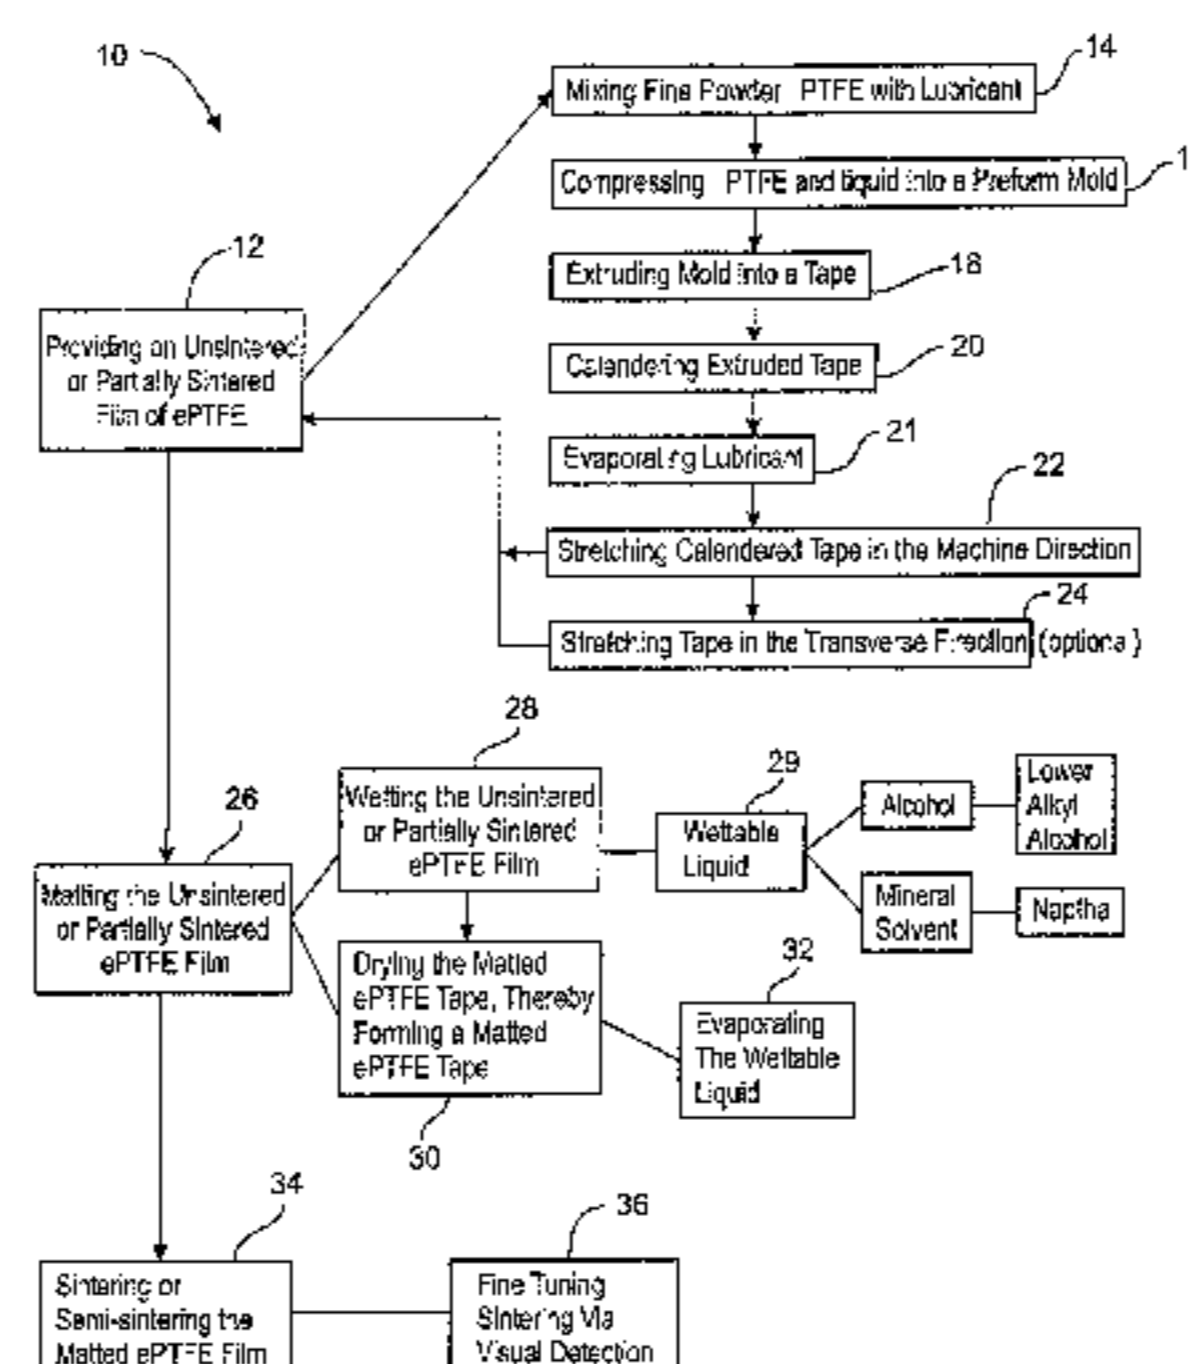 10
14
Mixing Fine Powder PTFE with Lubricant
1
Compressing PTFE and liquid into a Preform Mold
18
Extruding Mold into a Tape
12
Providing an Unsintered
or Partially Sintered
Film of ePTFE
20
Calendering Extruded Tape
21
Evaporating Lubricant
22
Stretching Calendered Tape in the Machine Direction
24
Stretching Tape in the Transverse Firection (optional)
28
Wetting the Unsintered
or Partially Sintered
ePTFE Film
29
Wettable
Liquid
Alcohol
Lower
Alkyl
Alcohol
Mineral
Solvent
Naptha
26
Matting the Unsintered
or Partially Sintered
ePTFE Film
Drying the Matted
ePTFE Tape, Thereby
Forming a Matted
ePTFE Tape
30
32
Evaporating
The Wettable
Liquid
34
Sintering or
Semi-sintering the
Matted ePTFE Film
36
Fine Tuning
Sintering Via
Visual Detection